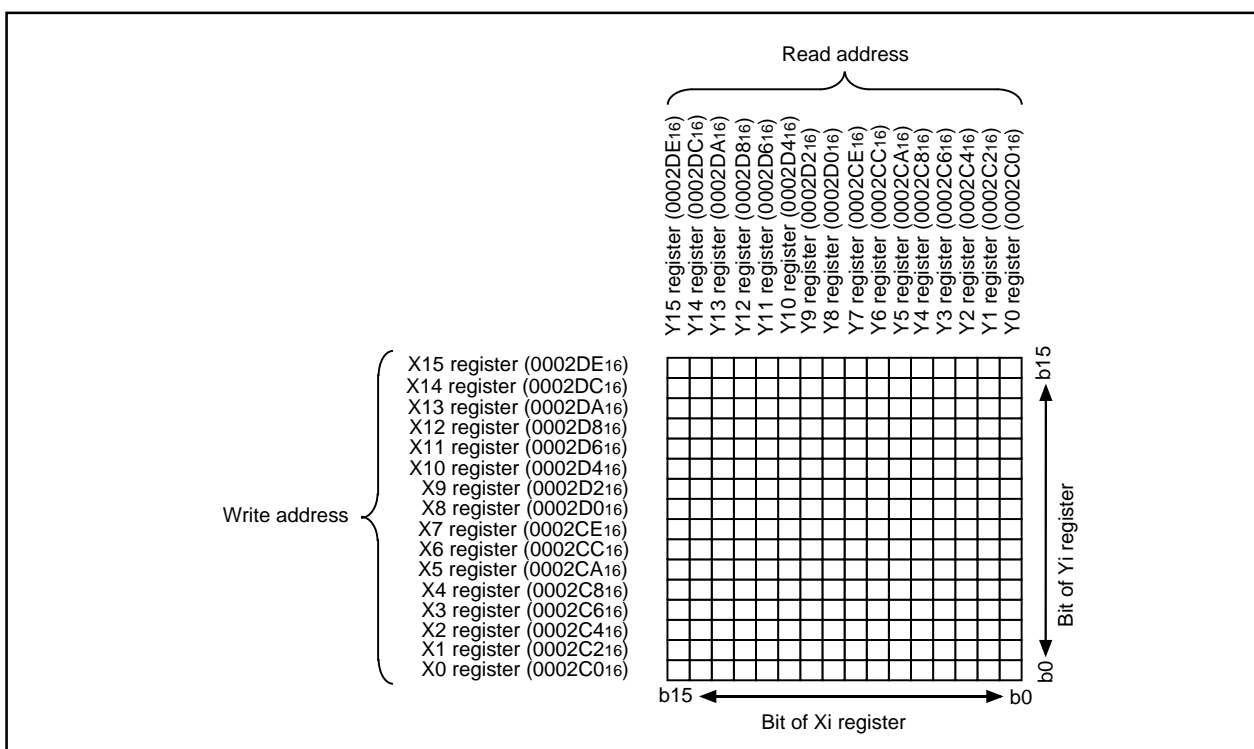 Read address
Y15 register (0002DE16)
Y14 register (0002DC16)
Y13 register (0002DA16)
Y12 register (0002D816)
Y11 register (0002D616)
Y10 register (0002D416)
Y9 register (0002D216)
Y8 register (0002D016)
Y7 register (0002CE16)
Y6 register (0002CC16)
Y5 register (0002CA16)
Y4 register (0002C816)
Y3 register (0002C616)
Y2 register (0002C416)
Y1 register (0002C216)
Y0 register (0002C016)
Write address
X15 register (0002DE16)
X14 register (0002DC16)
X13 register (0002DA16)
X12 register (0002D816)
X11 register (0002D616)
X10 register (0002D416)
X9 register (0002D216)
X8 register (0002D016)
X7 register (0002CE16)
X6 register (0002CC16)
X5 register (0002CA16)
X4 register (0002C816)
X3 register (0002C616)
X2 register (0002C416)
X1 register (0002C216)
X0 register (0002C016)
b15
Bit of Yi register
b0
b15
b0
Bit of Xi register